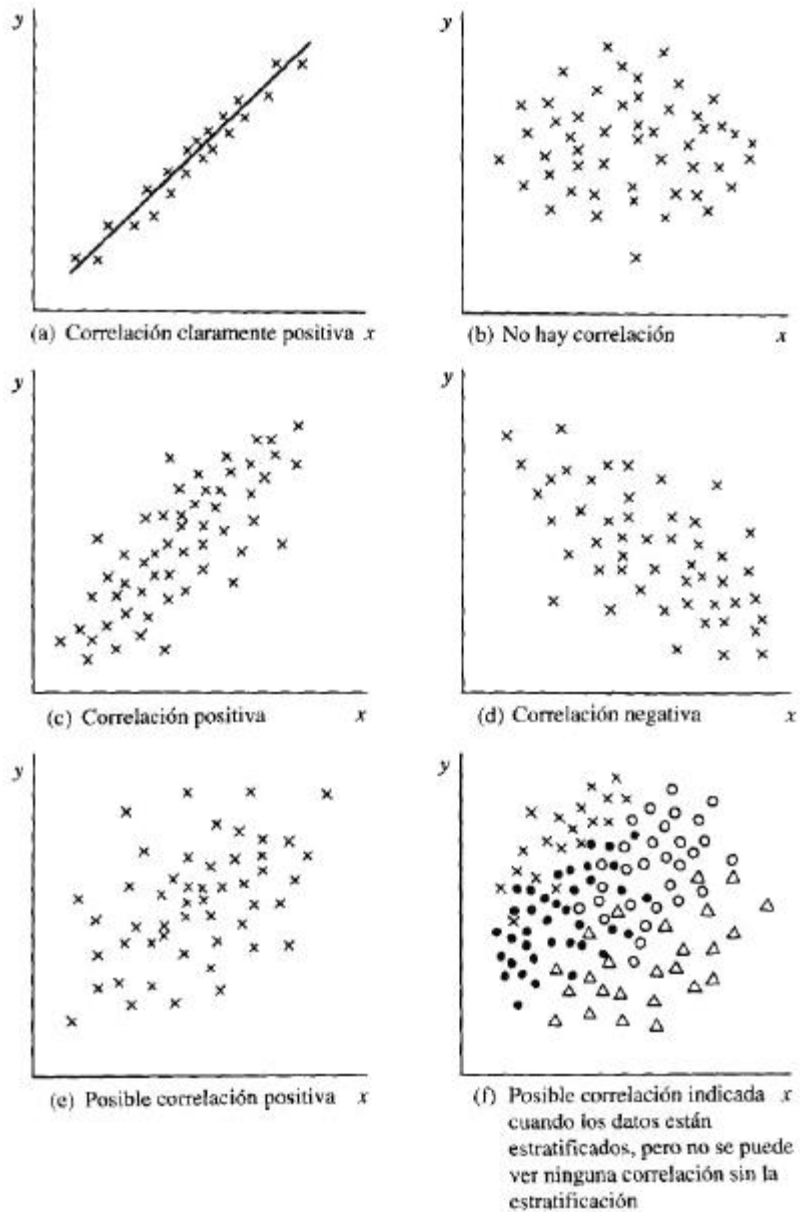 y
y
(a) Correlación claramente positiva x
(b) No hay correlación x
y
y
(c) Correlación positiva x
(d) Correlación negativa x
y
y
(e) Posible correlación positiva x
(f) Posible correlación indicada x
cuando los datos están
estratificados, pero no se puede
ver ninguna correlación sin la
estratificación